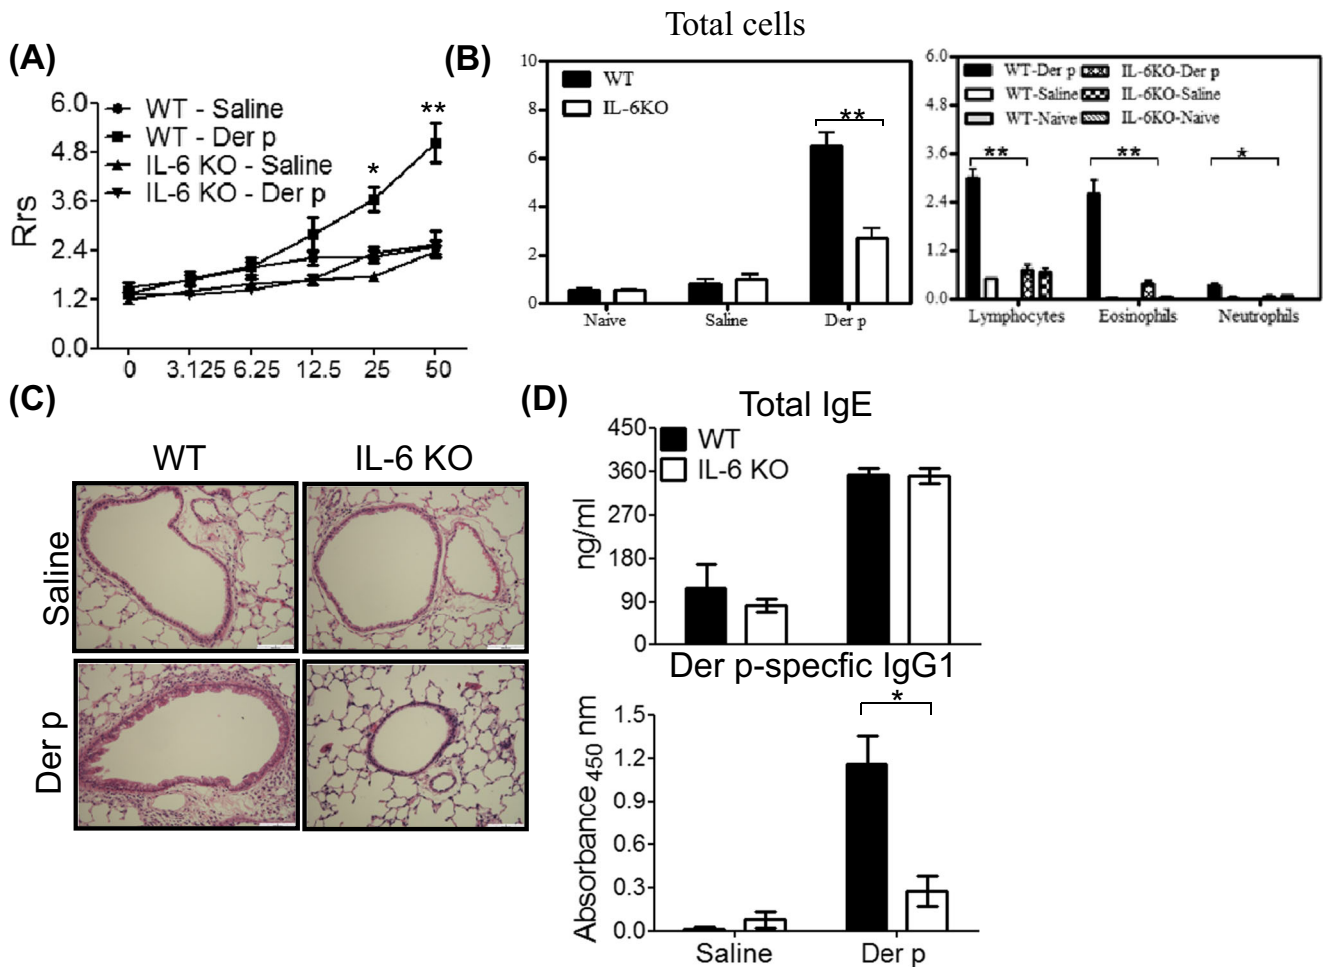 Total cells
(A)
6.0
4.8
3.6
2.4
1.2
0.0
Rrs
WT - Saline
WT - Der p
IL-6 KO - Saline
IL-6 KO - Der p
*
**
0 3.125 6.25 12.5 25 50
(B)
10
8
6
4
2
0
WT
IL-6KO
**
Naive Saline Der p
6.0
4.8
3.6
2.4
1.2
0.0
WT-Der p IL-6KO-Der p
WT-Saline IL-6KO-Saline
WT-Naive IL-6KO-Naive
** ** *
Lymphocytes Eosinophils Neutrophils
(C)
WT IL-6 KO
Saline
Der p
(D)
Total IgE
450
360
270
180
90
0
ng/ml
WT
IL-6 KO
Der p-specfic IgG1
1.5
1.2
0.9
0.6
0.3
0.0
Absorbance450 nm
*
Saline Der p